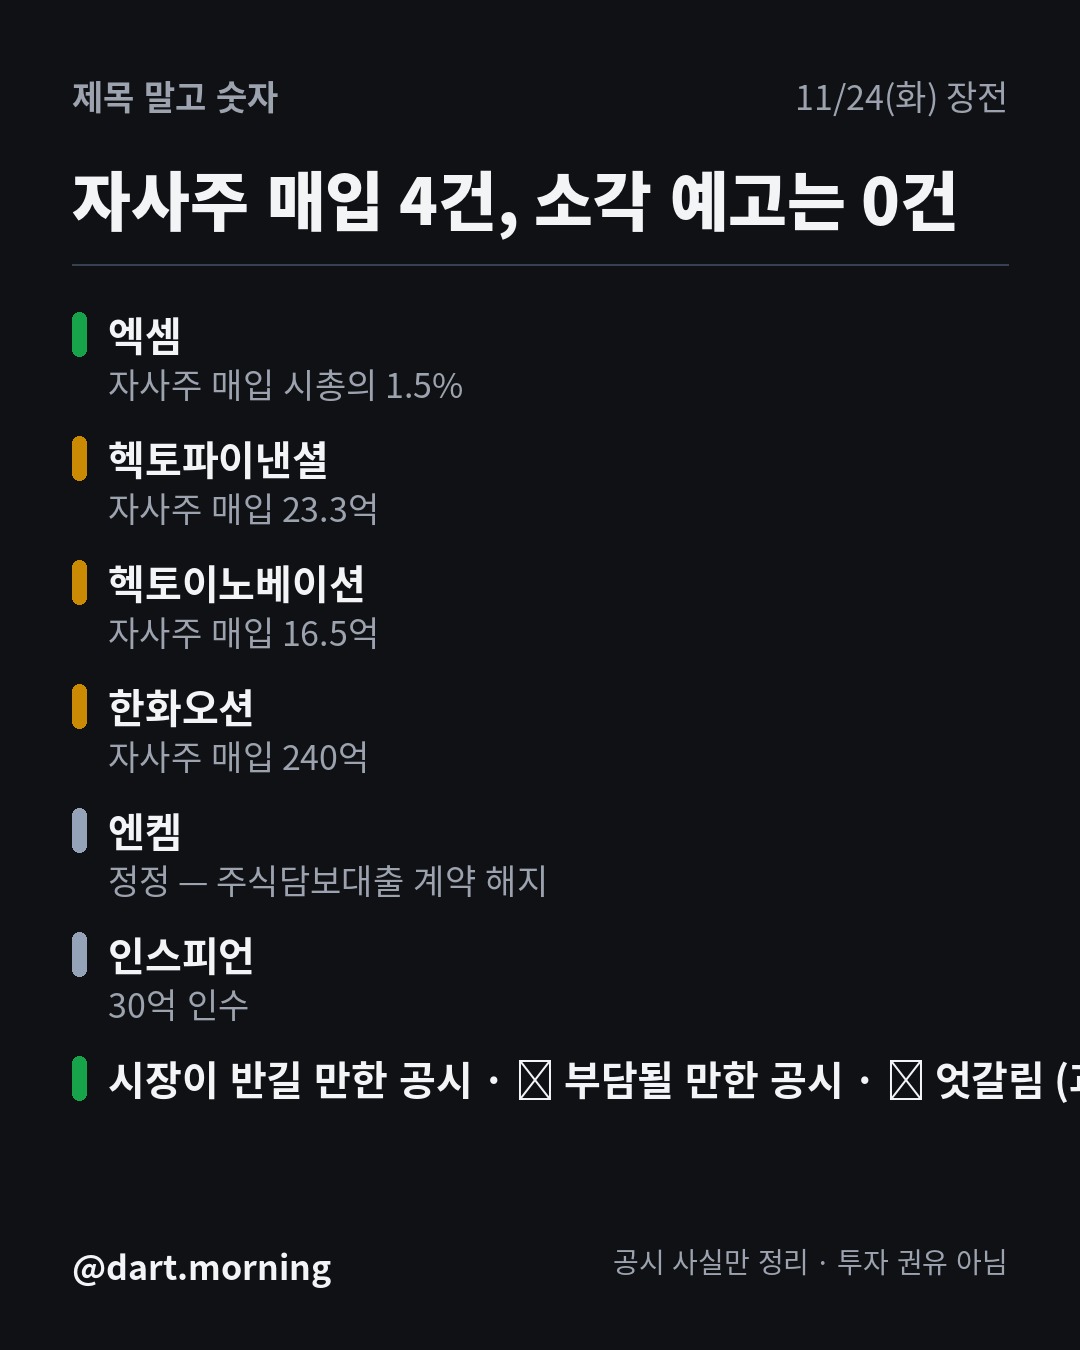 제목 말고 숫자
11/24(화) 장전
자사주 매입 4건, 소각 예고는 0건
엑셈
자사주 매입 시총의 1.5%
헥토파이낸셜
자사주 매입 23.3억
헥토이노베이션
자사주 매입 16.5억
한화오션
자사주 매입 240억
엔켐
정정 — 주식담보대출 계약 해지
인스피언
30억 인수
시장이 반길 만한 공시 · 부담될 만한 공시 · 엇갈림 (
@dart.morning
공시 사실만 정리 · 투자 권유 아님